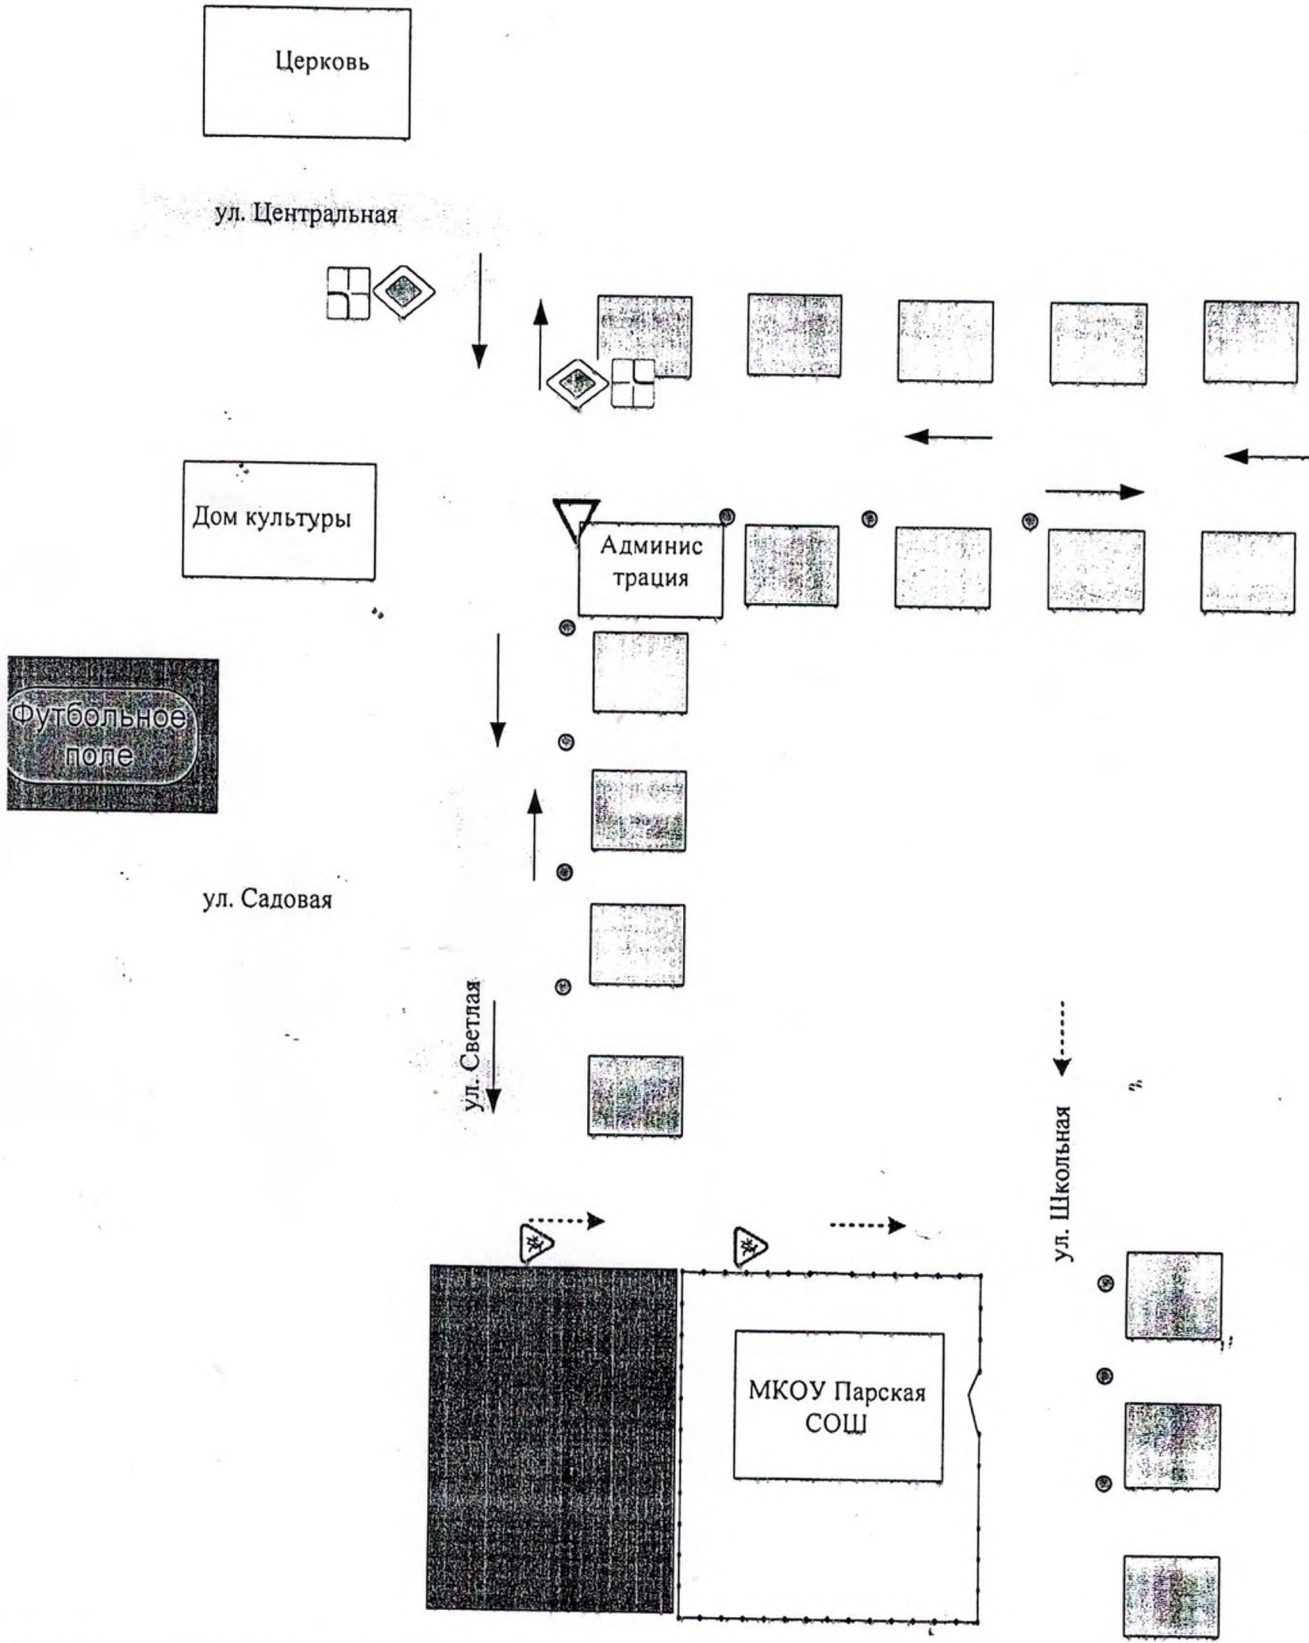 Церковь
ул. Центральная
Дом культуры
Админис
трация
Футбольное
поле
ул. Садовая
ул. Светлая
ул. Школьная
МКОУ Парская
СОШ